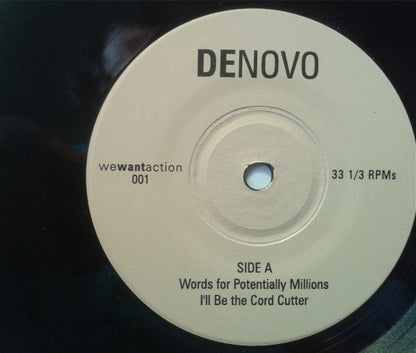 DENOVO
wewantaction
001
33 1/3 RPMs
SIDE A
Words for Potentially Millions
I'll Be the Cord Cutter